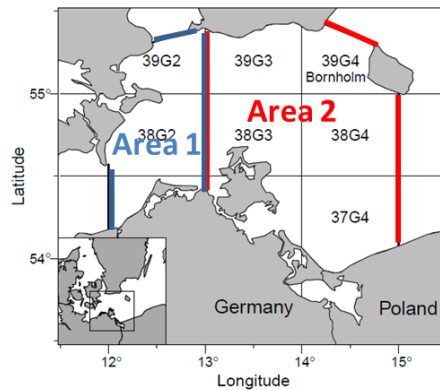 39G2
39G3
39G4
Bornholm
55°
38G2
38G3
38G4
Area 1
Area 2
37G4
54°
Germany
Poland
12°
13°
14°
15°
Latitude
Longitude